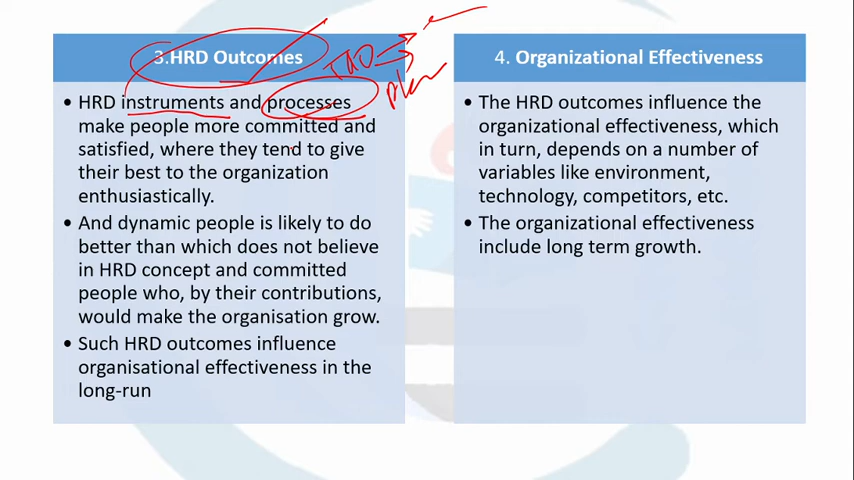 3.HRD Outcomes
• HRD instruments and processes
make people more committed and
satisfied, where they tend to give
their best to the organization
enthusiastically.
• And dynamic people is likely to do
better than which does not believe
in HRD concept and committed
people who, by their contributions,
would make the organisation grow.
• Such HRD outcomes influence
organisational effectiveness in the
long-run
plan
4. Organizational Effectiveness
• The HRD outcomes influence the
organizational effectiveness, which
in turn, depends on a number of
variables like environment,
technology, competitors, etc.
• The organizational effectiveness
include long term growth.